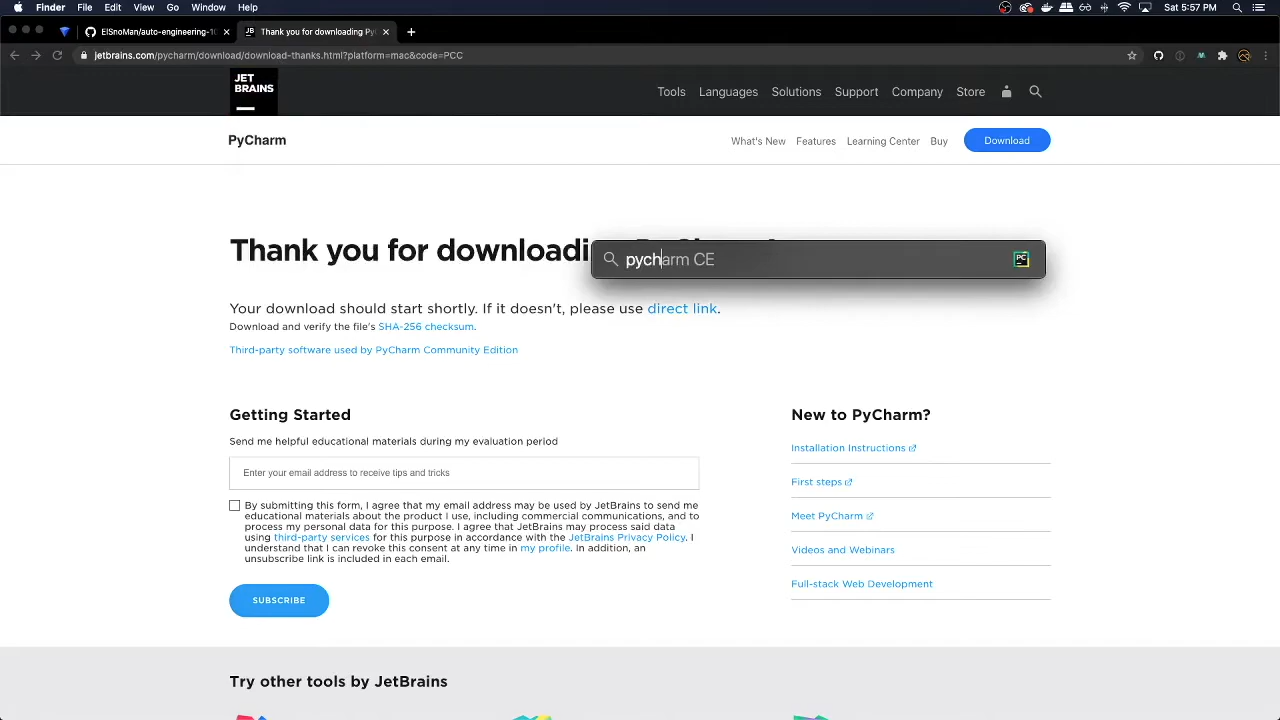 Finder File Edit View Go Window Help Sat 5:57 PM
ElSnoMan/auto-engineering-10 Thank you for downloading Py
jetbrains.com/pycharm/download/download-thanks.html?platform=mac&code=PCC
JET
BRAINS
Tools Languages Solutions Support Company Store
PyCharm
What's New Features Learning Center Buy Download
Thank you for downloadi
pycharm CE
PC
Your download should start shortly. If it doesn't, please use direct link.
Download and verify the file's SHA-256 checksum.
Third-party software used by PyCharm Community Edition
Getting Started
Send me helpful educational materials during my evaluation period
Enter your email address to receive tips and tricks
By submitting this form, I agree that my email address may be used by JetBrains to send me
educational materials about the product I use, including commercial communications, and to
process my personal data for this purpose. I agree that JetBrains may process said data
using third-party services for this purpose in accordance with the JetBrains Privacy Policy. I
understand that I can revoke this consent at any time in my profile. In addition, an
unsubscribe link is included in each email.
SUBSCRIBE
New to PyCharm?
Installation Instructions
First steps
Meet PyCharm
Videos and Webinars
Full-stack Web Development
Try other tools by JetBrains